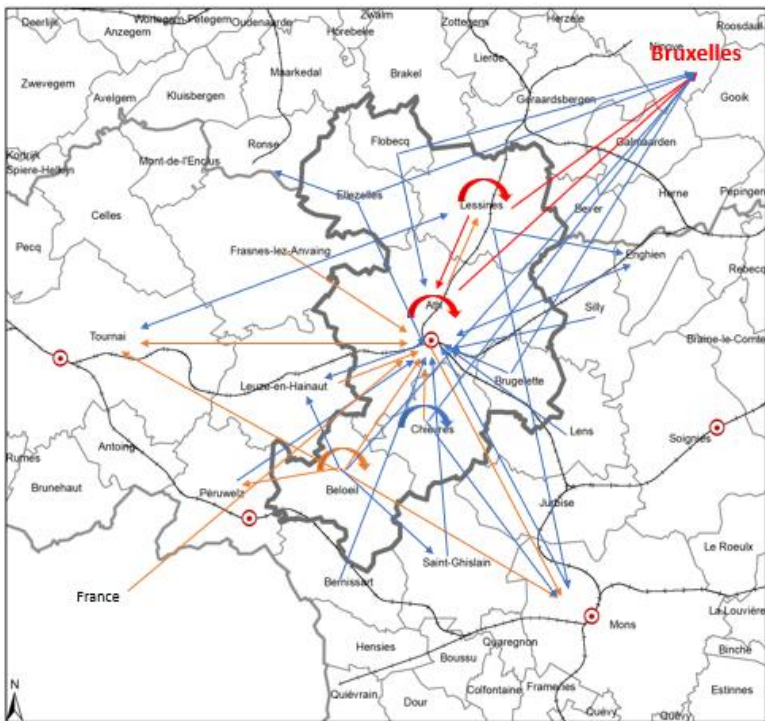 Deerlijk
Wortegem-Petegem
Oudenaarde
Zwalm
Zottegem
Herzele
Roosdaal
Anzegem
Horebeke
Ninove
Lierde
Bruxelles
Zwevegem
Maarkedal
Brakel
Kluisbergen
Avelgem
Geraardsbergen
Gooik
Ronse
Flobecq
Galmaarden
Kortrijk
Spiere-Helkijn
Mont-de-l'Enclus
Herne
Pepingen
Ellezelles
Lessines
Bever
Celles
Pecq
Frasnes-lez-Anvaing
Enghien
Rebecq
Ath
Silly
Tournai
Braine-le-Comte
Leuze-en-Hainaut
Brugelette
Chièvres
Lens
Soignies
Antoing
Rumes
Brunehaut
Péruwelz
Beloeil
Jurbise
Le Roeulx
Saint-Ghislain
Bernissart
France
Mons
La Louvière
Quaregnon
Hensies
Boussu
Binche
Quiévrain
Colfontaine
Frameries
Estinnes
Dour
Quévy
Quévy
N